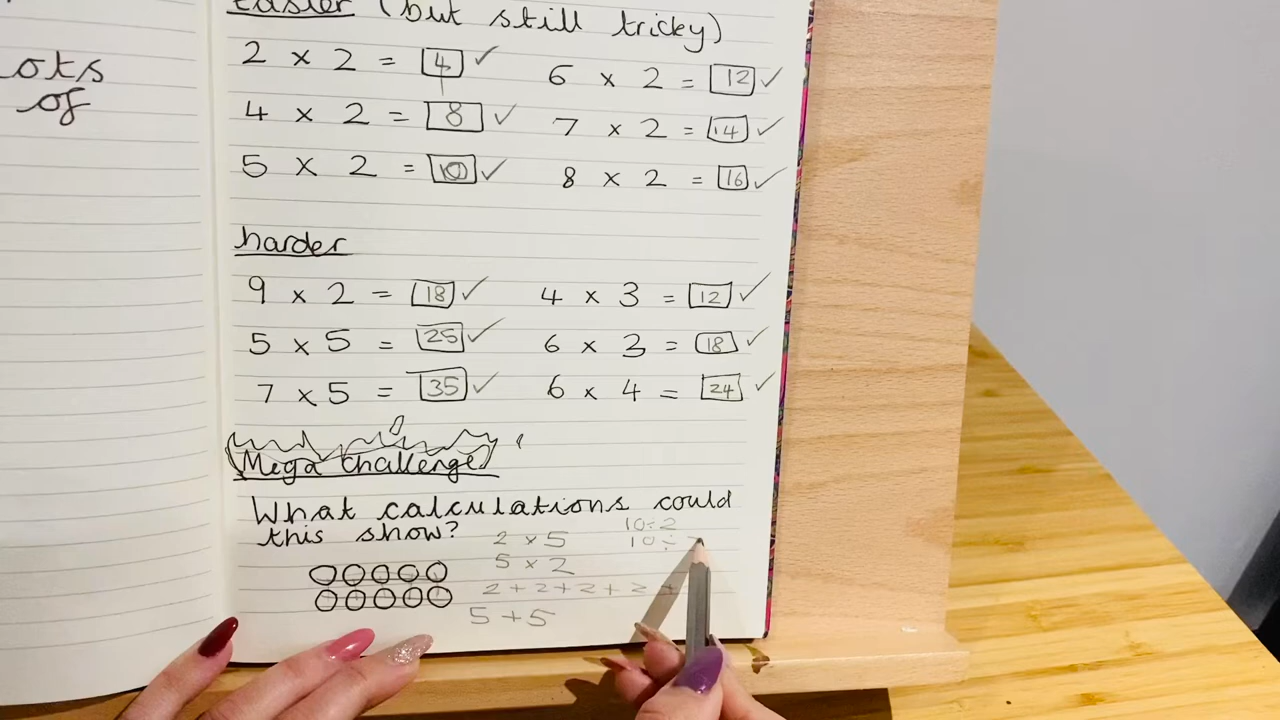 ots
of
Easier (but still tricky)
2 × 2 = 4 ✓
4 × 2 = 8 ✓
5 × 2 = 10 ✓
6 × 2 = 12 ✓
7 × 2 = 14 ✓
8 × 2 = 16 ✓
harder
9 × 2 = 18 ✓
5 × 5 = 25 ✓
7 × 5 = 35 ✓
4 × 3 = 12 ✓
6 × 3 = 18 ✓
6 × 4 = 24 ✓
Mega Challenge
What calculations could
this show?
2 × 5
5 × 2
2 + 2 + 2 + 2 +
5 + 5
10 ÷ 2
10 ÷